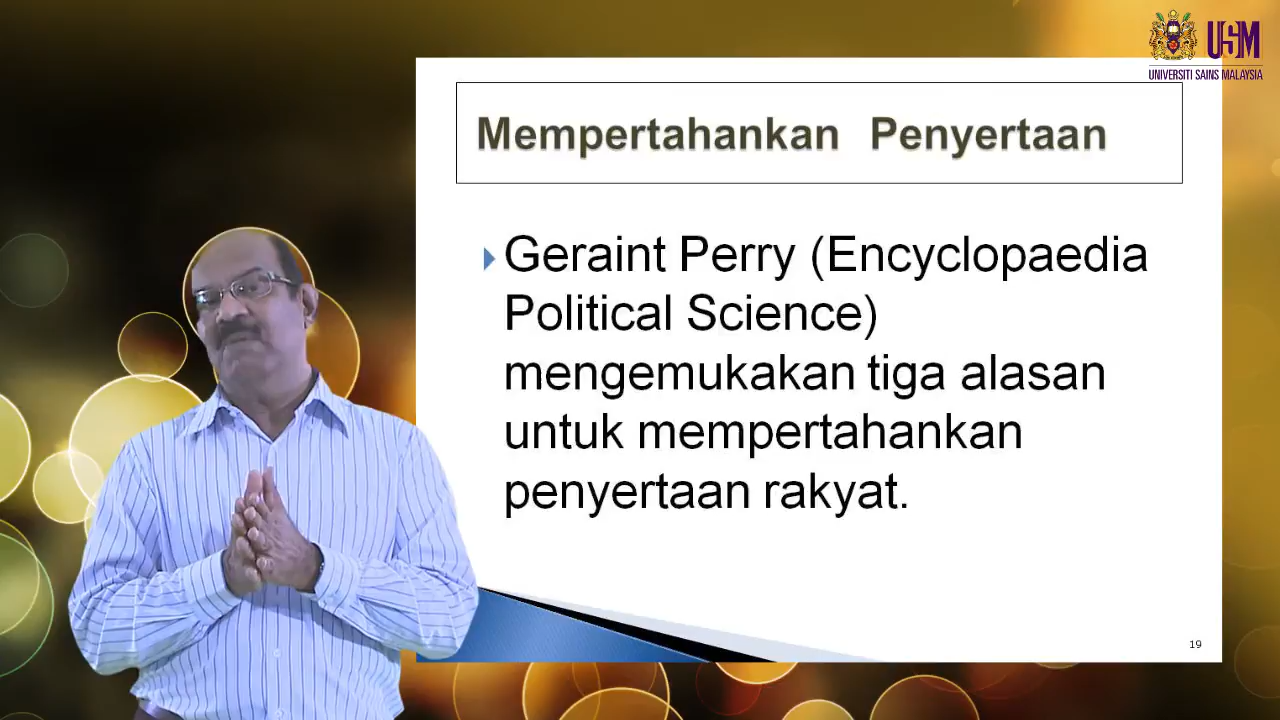 USM
UNIVERSITI SAINS MALAYSIA
Mempertahankan Penyertaan
Geraint Perry (Encyclopaedia
Political Science)
mengemukakan tiga alasan
untuk mempertahankan
penyertaan rakyat.
19